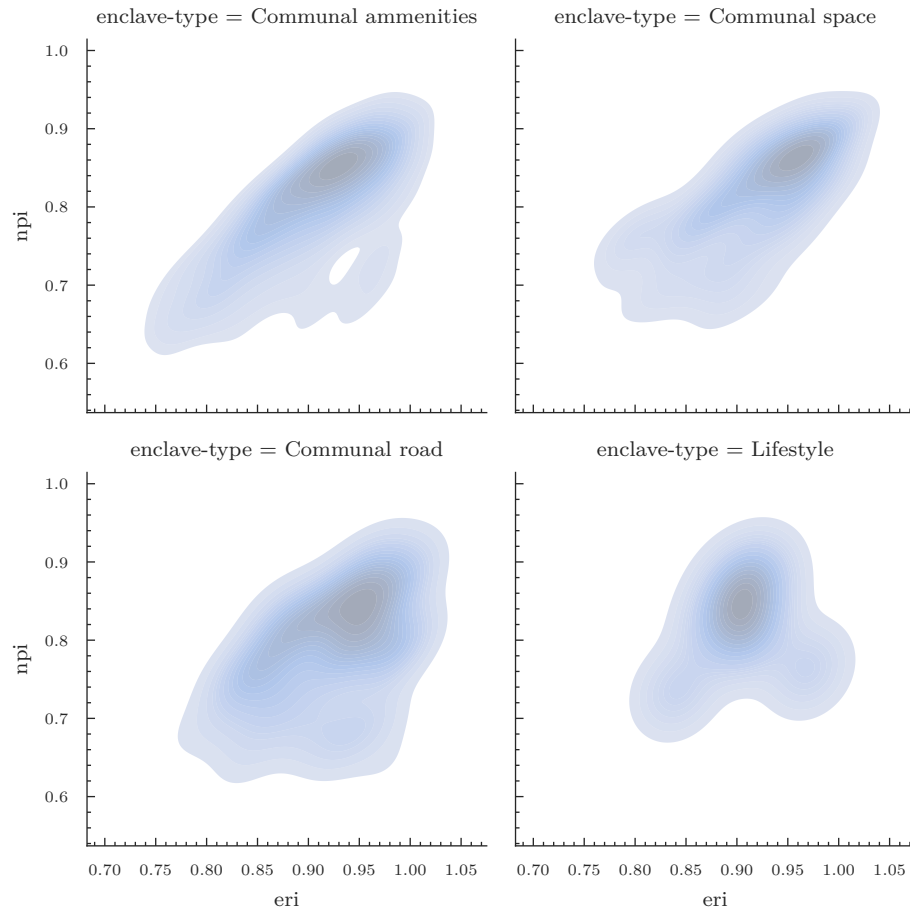 enclave-type = Communal ammenities
enclave-type = Communal space
1.0
0.9
0.8
0.7
0.6
npi
enclave-type = Communal road
enclave-type = Lifestyle
1.0
0.9
0.8
0.7
0.6
npi
0.70 0.75 0.80 0.85 0.90 0.95 1.00 1.05
0.70 0.75 0.80 0.85 0.90 0.95 1.00 1.05
eri
eri